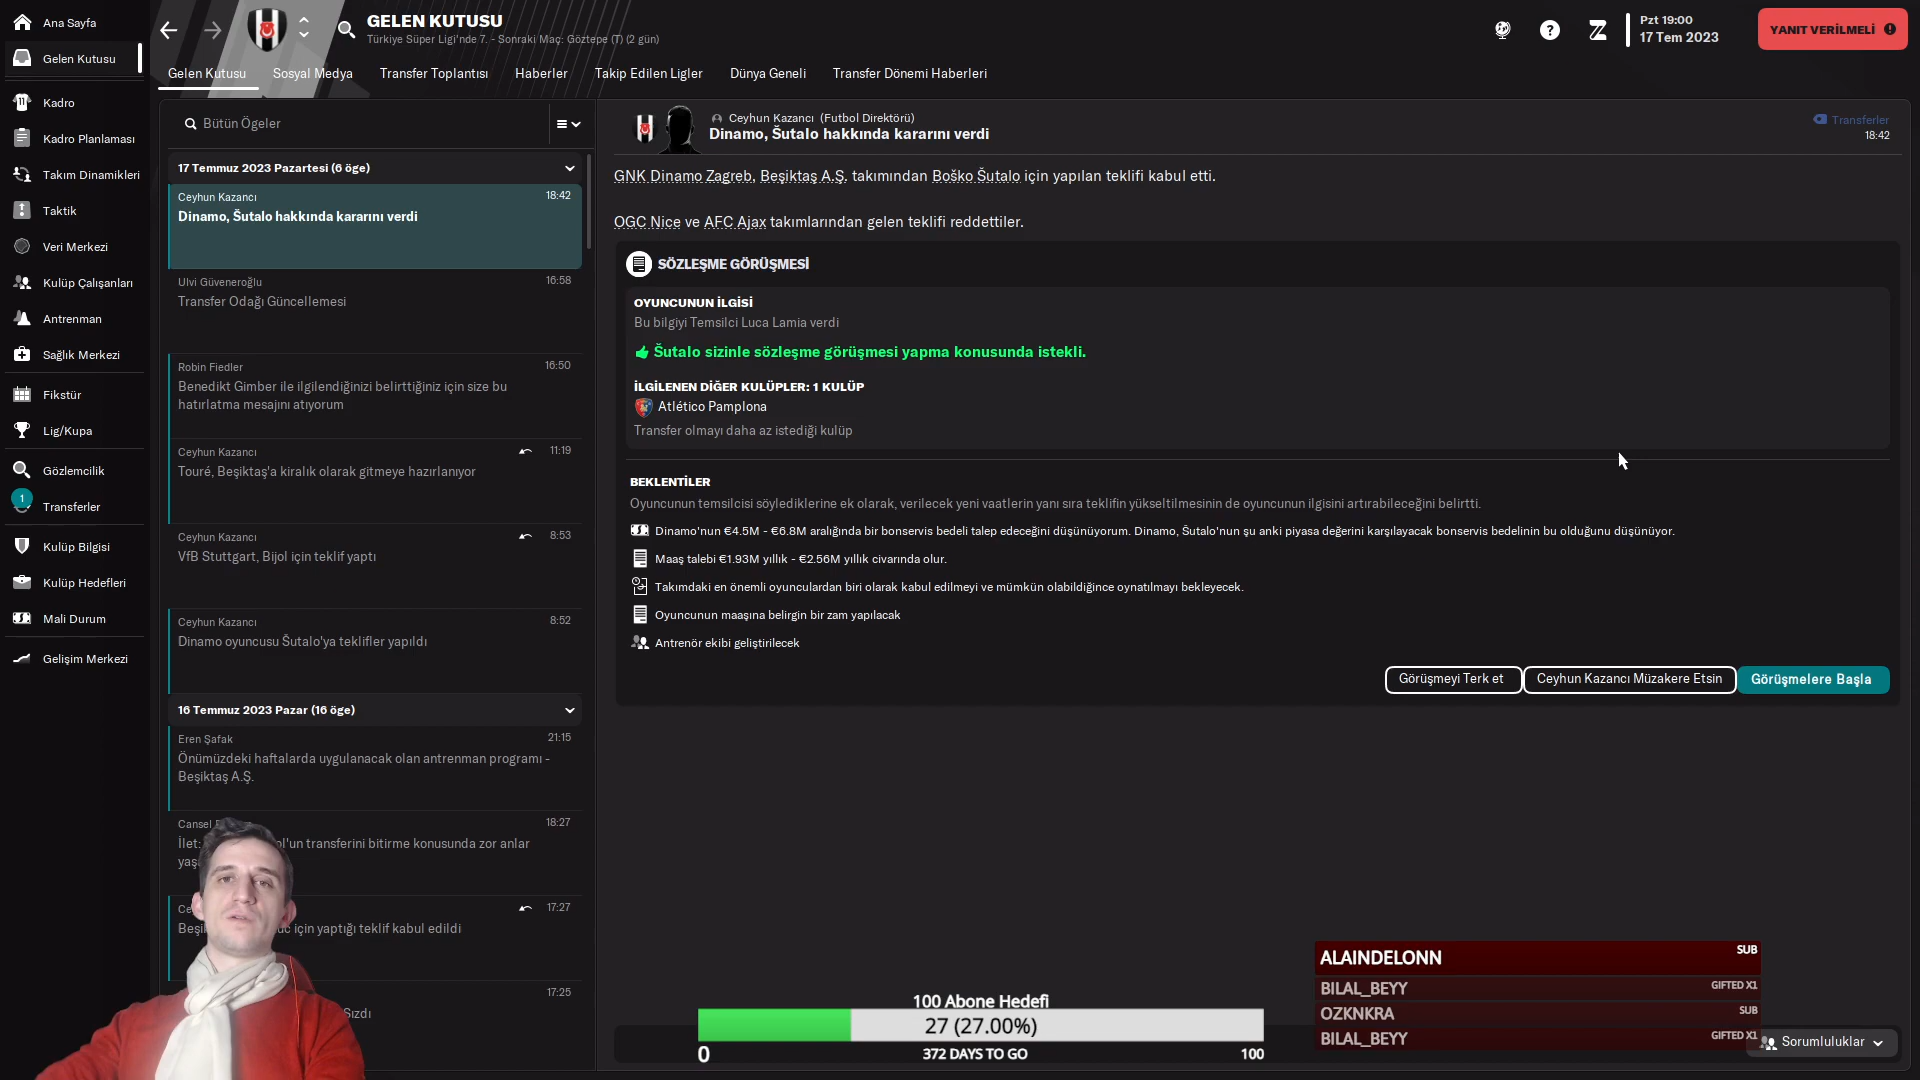 Ana Sayfa
Gelen Kutusu
Kadro
Kadro Planlaması
Takım Dinamikleri
Taktik
Veri Merkezi
Kulüp Çalışanları
Antrenman
Sağlık Merkezi
Fikstür
Lig/Kupa
Gözlemcilik
1
Transferler
Kulüp Bilgisi
Kulüp Hedefleri
Mali Durum
Gelişim Merkezi
GELEN KUTUSU
Türkiye Süper Ligi'nde 7. - Sonraki Maç: Göztepe (T) (2 gün)
Pzt 19:00
17 Tem 2023
YANIT VERİLMELİ
Gelen Kutusu
Sosyal Medya
Transfer Toplantısı
Haberler
Takip Edilen Ligler
Dünya Geneli
Transfer Dönemi Haberleri
Bütün Ögeler
17 Temmuz 2023 Pazartesi (6 öge)
Ceyhun Kazancı 18:42
Dinamo, Šutalo hakkında kararını verdi
Ulvi Güveneroğlu 16:58
Transfer Odağı Güncellemesi
Robin Fiedler 16:50
Benedikt Gimber ile ilgilendiğinizi belirttiğiniz için size bu
hatırlatma mesajını atıyorum
Ceyhun Kazancı 11:19
Touré, Beşiktaş'a kiralık olarak gitmeye hazırlanıyor
Ceyhun Kazancı 8:53
VfB Stuttgart, Bijol için teklif yaptı
Ceyhun Kazancı 8:52
Dinamo oyuncusu Šutalo'ya teklifler yapıldı
16 Temmuz 2023 Pazar (16 öge)
Eren Şafak 21:15
Önümüzdeki haftalarda uygulanacak olan antrenman programı -
Beşiktaş A.Ş.
Cansel 18:27
İlet: ol'un transferini bitirme konusunda zor anlar
17:27
için yaptığı teklif kabul edildi
17:25
Sızdı
Ceyhun Kazancı (Futbol Direktörü)
Dinamo, Šutalo hakkında kararını verdi
Transferler
18:42
GNK Dinamo Zagreb, Beşiktaş A.Ş. takımından Boško Šutalo için yapılan teklifi kabul etti.
OGC Nice ve AFC Ajax takımlarından gelen teklifi reddettiler.
SÖZLEŞME GÖRÜŞMESİ
OYUNCUNUN İLGİSİ
Bu bilgiyi Temsilci Luca Lamia verdi
Šutalo sizinle sözleşme görüşmesi yapma konusunda istekli.
İLGİLENEN DİĞER KULÜPLER: 1 KULÜP
Atlético Pamplona
Transfer olmayı daha az istediği kulüp
BEKLENTİLER
Oyuncunun temsilcisi söylediklerine ek olarak, verilecek yeni vaatlerin yanı sıra teklifin yükseltilmesinin de oyuncunun ilgisini artırabileceğini belirtti.
Dinamo'nun €4.5M - €6.8M aralığında bir bonservis bedeli talep edeceğini düşünüyorum. Dinamo, Šutalo'nun şu anki piyasa değerini karşılayacak bonservis bedelinin bu olduğunu düşünüyor.
Maaş talebi €1.93M yıllık - €2.56M yıllık civarında olur.
Takımdaki en önemli oyunculardan biri olarak kabul edilmeyi ve mümkün olabildiğince oynatılmayı bekleyecek.
Oyuncunun maaşına belirgin bir zam yapılacak
Antrenör ekibi geliştirilecek
Görüşmeyi Terk et
Ceyhun Kazancı Müzakere Etsin
Görüşmelere Başla
100 Abone Hedefi
27 (27.00%)
0
372 DAYS TO GO
100
ALAINDELONN SUB
BILAL_BEYY GIFTED X1
OZKNKRA SUB
BILAL_BEYY GIFTED X1
Sorumluluklar